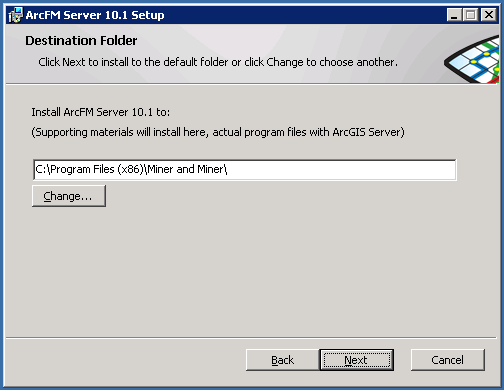 ArcFM Server 10.1 Setup
Destination Folder
Click Next to install to the default folder or click Change to choose another.
Install ArcFM Server 10.1 to:
(Supporting materials will install here, actual program files with ArcGIS Server)
C:\Program Files (x86)\Miner and Miner\
Change...
Back
Next
Cancel